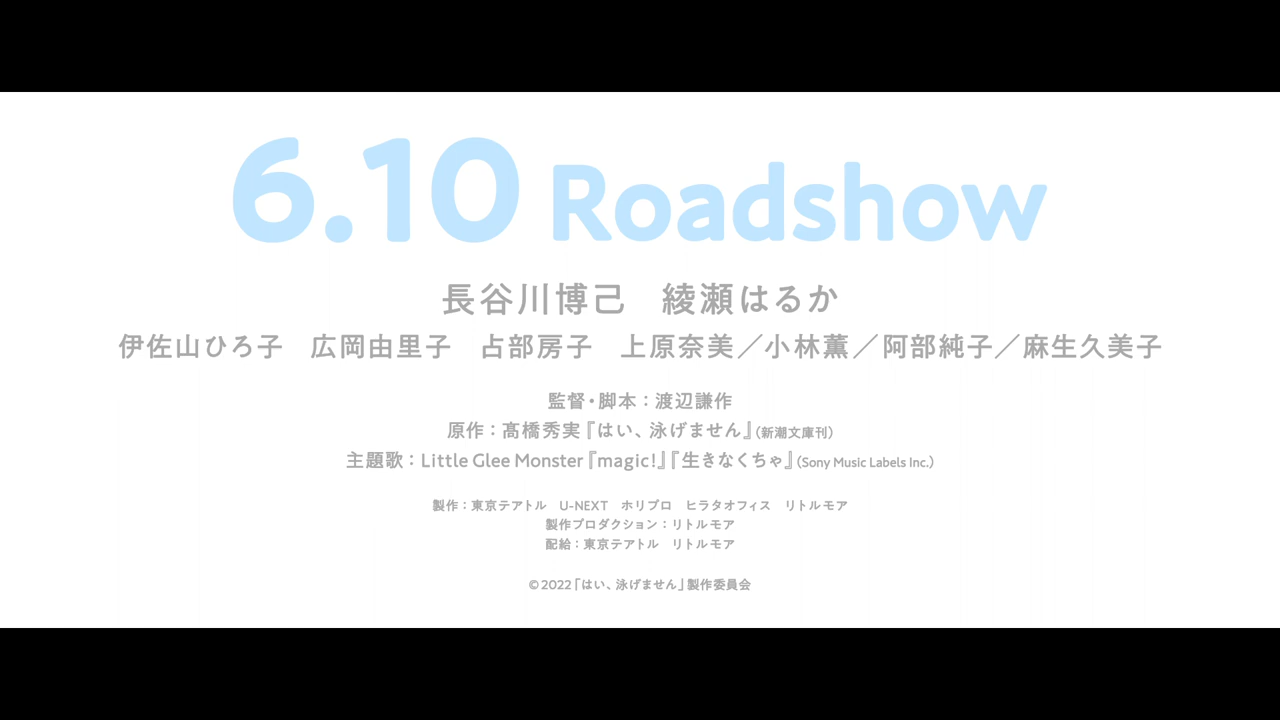 6.10 Roadshow
長谷川博己　綾瀬はるか
伊佐山ひろ子　広岡由里子　占部房子　上原奈美／小林薫／阿部純子／麻生久美子
監督・脚本：渡辺謙作
原作：髙橋秀実『はい、泳げません』（新潮文庫刊）
主題歌：Little Glee Monster『magic!』『生きなくちゃ』（Sony Music Labels Inc.）
製作：東京テアトル　U-NEXT　ホリプロ　ヒラタオフィス　リトルモア
製作プロダクション：リトルモア
配給：東京テアトル　リトルモア
©2022「はい、泳げません」製作委員会